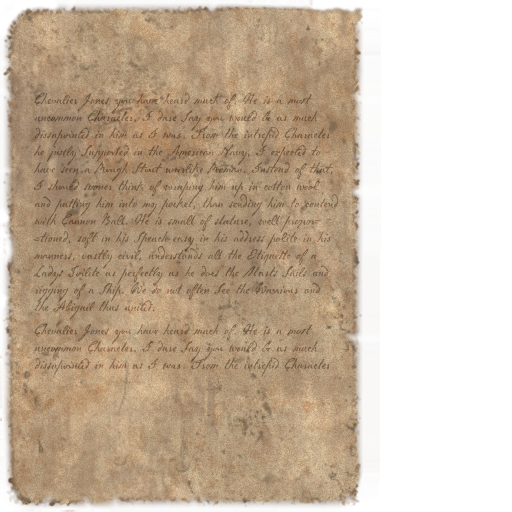 Chevalier Jones you have heard much of. He is a most
uncommon Character. I dare Say you would be as much
dissapointed in him as I was. From the intrepid Character
he justly Supported in the American Navy, I expected to
have seen a Rough Stout warlike Roman. Instead of that,
I should sooner think of wraping him up in cotton wool
and putting him into my pocket, than sending him to contend
with Cannon Ball. He is small of stature, well propor
-tioned, soft in his Speach easy in his address polite in his
manners, vastly civil, understands all the Etiquette of a
Ladys Toilite as perfectly as he does the Masts Sails and
rigging of a Ship. We do not often See the Warriour and
the Abigail thus united.
Chevalier Jones you have heard much of. He is a most
uncommon Character. I dare Say you would be as much
dissapointed in him as I was. From the intrepid Character